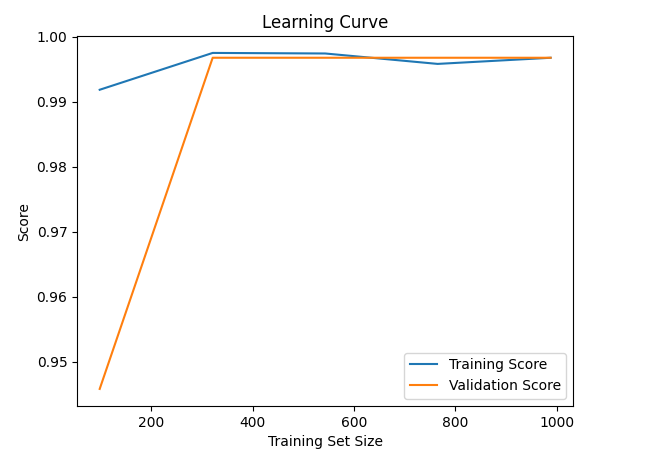 Learning Curve
1.00
0.99
0.98
0.97
0.96
0.95
Score
200
400
600
800
1000
Training Set Size
Training Score
Validation Score